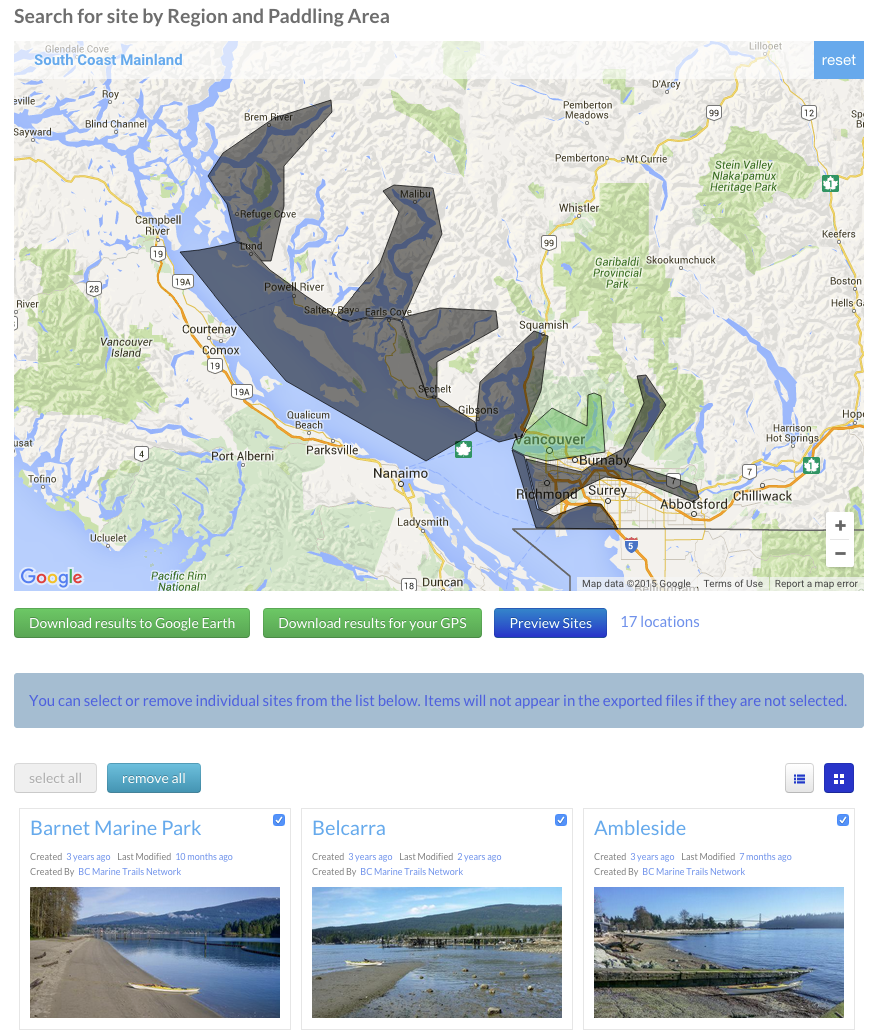 Search for site by Region and Paddling Area
Glendale Cove
Lillooet
South Coast Mainland
reset
D'Arcy
eville
Roy
Pemberton
Meadows
99
12
Brem River
Blind Channel
Sayward
Pemberton
Mt Currie
Stein Valley
Nlaka'pamux
Heritage Park
1
Malibu
Whistler
Refuge Cove
Campbell
River
Keefers
99
Lund
19
Garibaldi
Provincial
Park
Skookumchuck
19A
Boston
28
Powell River
River
Hells G
Saltery Bay
Earls Cove
Squamish
Courtenay
Vancouver
Island
Comox
19
Sechelt
19A
Gibsons
Qualicum
Beach
Hope
Harrison
Hot Springs
Vancouver
Parksville
4
Port Alberni
Burnaby
1
Nanaimo
7
7
Tofino
Richmond
Surrey
Chilliwack
Abbotsford
Ladysmith
+
Ucluelet
5
−
Google
Pacific Rim
National
18
Duncan
Map data ©2015 Google
Terms of Use
Report a map error
Download results to Google Earth
Download results for your GPS
Preview Sites
17 locations
You can select or remove individual sites from the list below. Items will not appear in the exported files if they are not selected.
select all
remove all
Barnet Marine Park
Created 3 years ago Last Modified 10 months ago
Created By BC Marine Trails Network
Belcarra
Created 3 years ago Last Modified 2 years ago
Created By BC Marine Trails Network
Ambleside
Created 3 years ago Last Modified 7 months ago
Created By BC Marine Trails Network